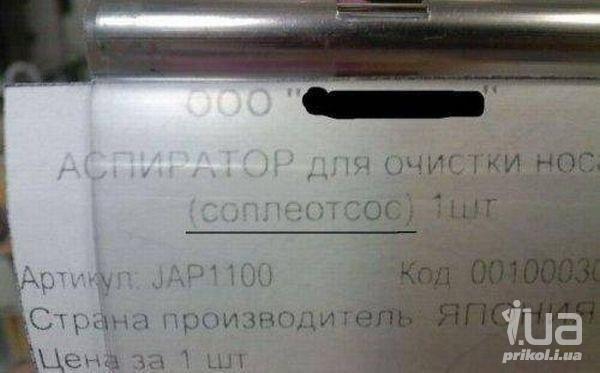 ООО " "
АСПИРАТОР для очистки носа
(соплеотсос) 1шт
Артикул: JAP1100 Код 00100030
Страна производитель ЯПОНИЯ
Цена за 1 шт
i.ua
prikol.i.ua